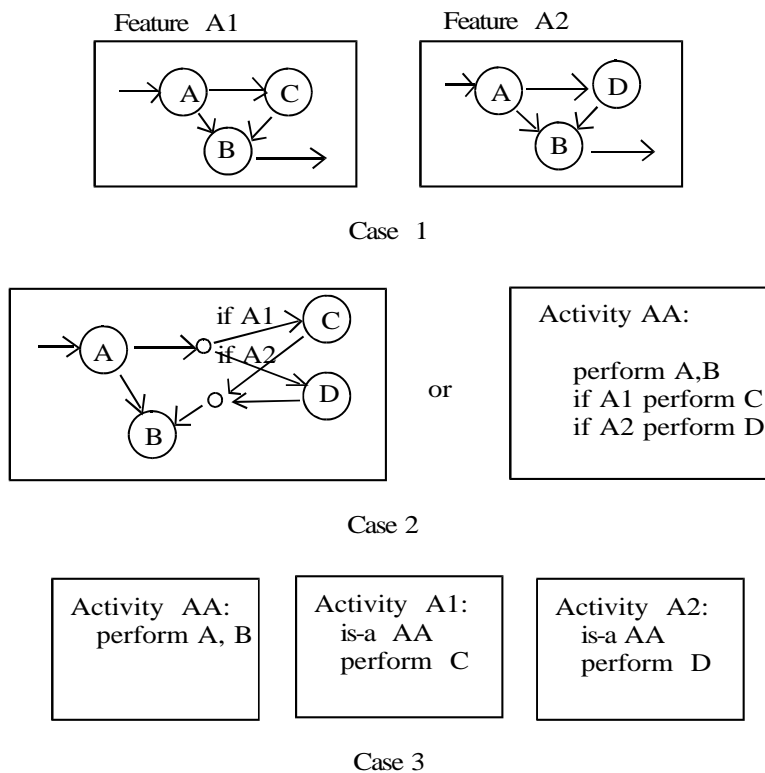 Feature A1
Feature A2
A
C
B
A
D
B
Case 1
A
if A1
C
if A2
D
B
or
Activity AA:
perform A,B
if A1 perform C
if A2 perform D
Case 2
Activity AA:
perform A, B
Activity A1:
is-a AA
perform C
Activity A2:
is-a AA
perform D
Case 3